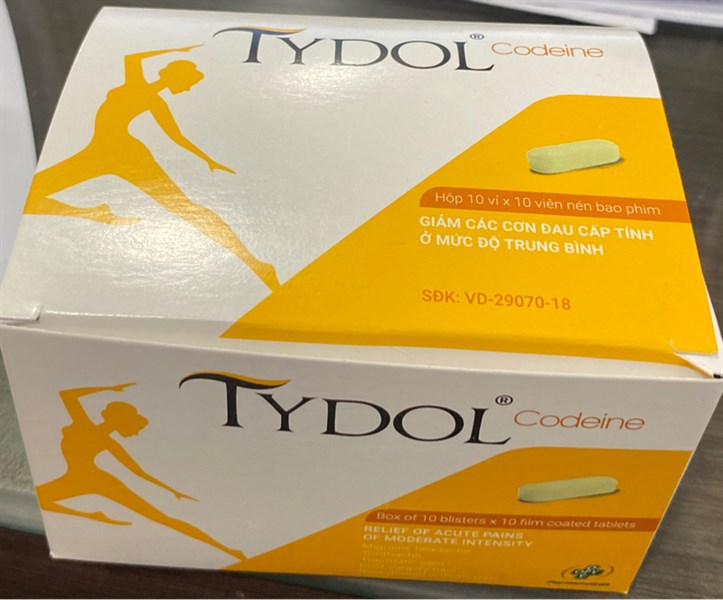 TYDOL® Codeine
Hộp 10 vỉ x 10 viên nén bao phim
GIẢM CÁC CƠN ĐAU CẤP TÍNH
Ở MỨC ĐỘ TRUNG BÌNH
SĐK: VD-29070-18
TYDOL® Codeine
Box of 10 blisters x 10 film coated tablets
RELIEF OF ACUTE PAINS
OF MODERATE INTENSITY